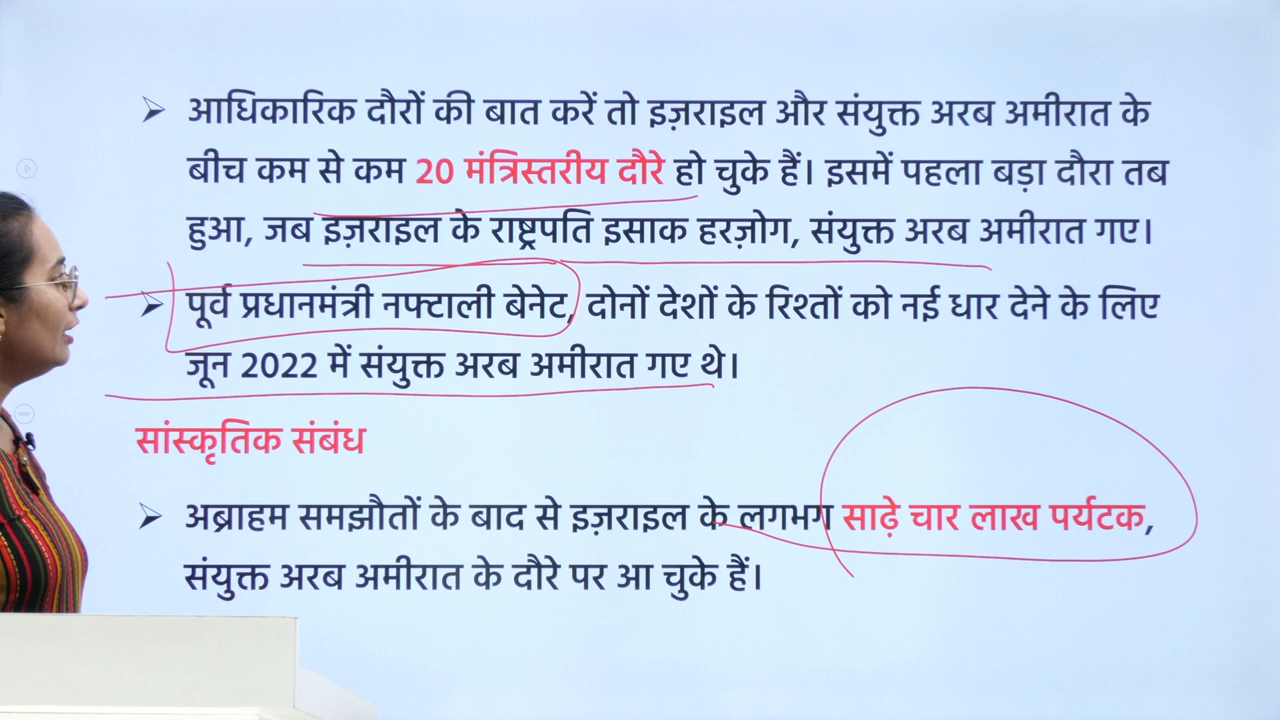 आधिकारिक दौरों की बात करें तो इज़राइल और संयुक्त अरब अमीरात के
बीच कम से कम 20 मंत्रिस्तरीय दौरे हो चुके हैं। इसमें पहला बड़ा दौरा तब
हुआ, जब इज़राइल के राष्ट्रपति इसाक हरज़ोग, संयुक्त अरब अमीरात गए।
पूर्व प्रधानमंत्री नफ्टाली बेनेट, दोनों देशों के रिश्तों को नई धार देने के लिए
जून 2022 में संयुक्त अरब अमीरात गए थे।
सांस्कृतिक संबंध
अब्राहम समझौतों के बाद से इज़राइल के लगभग साढ़े चार लाख पर्यटक,
संयुक्त अरब अमीरात के दौरे पर आ चुके हैं।